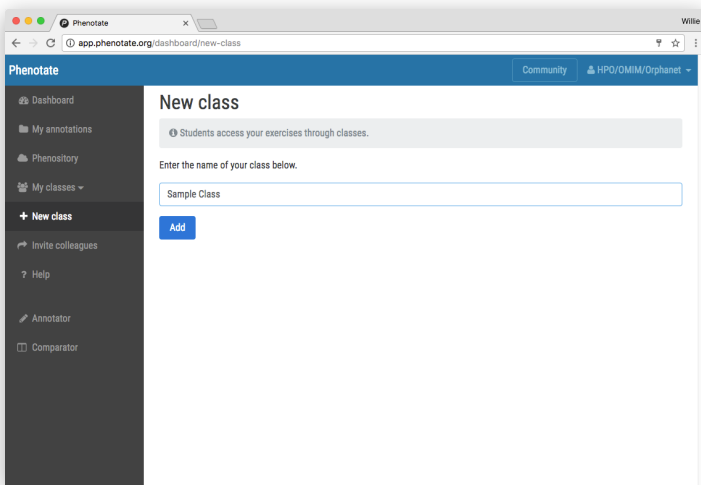 Phenotate
Willie
app.phenotate.org/dashboard/new-class
Phenotate
Community
HPO/OMIM/Orphanet
Dashboard
My annotations
Phenository
My classes
New class
Invite colleagues
? Help
Annotator
Comparator
New class
Students access your exercises through classes.
Enter the name of your class below.
Sample Class
Add